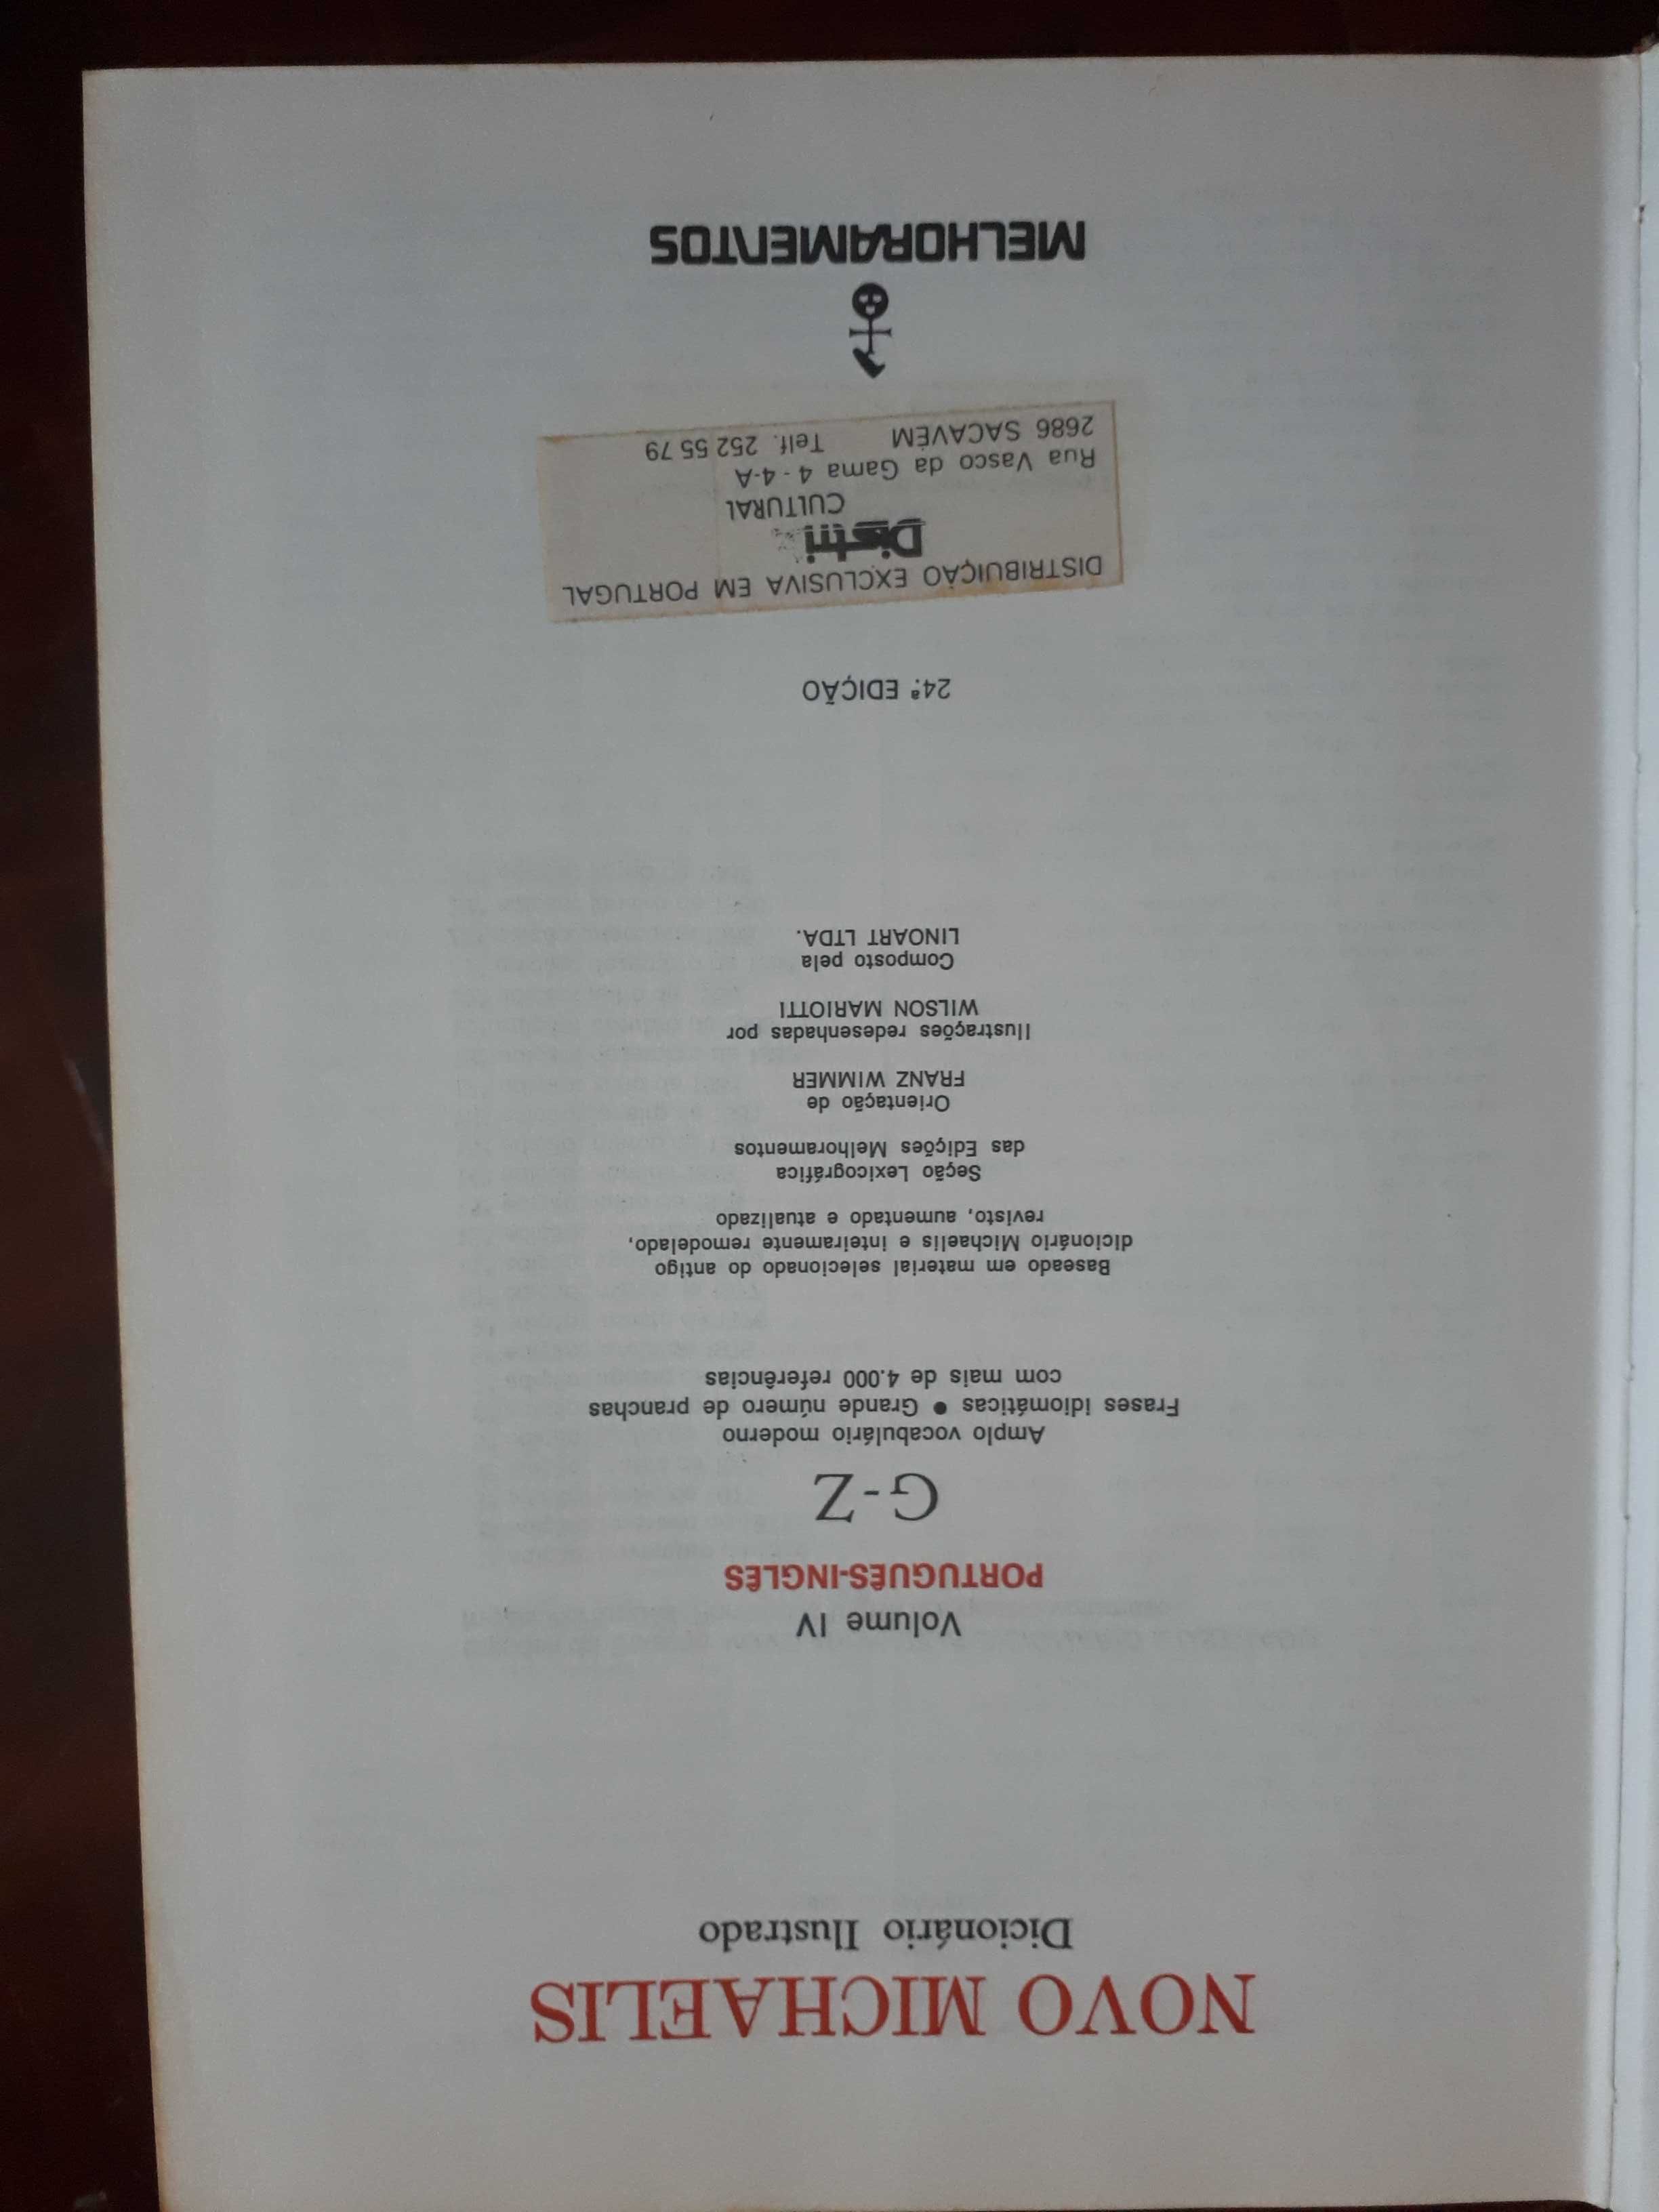 NOVO MICHAELIS
Dicionário Ilustrado
Volume IV
PORTUGUÊS-INGLÊS
G-Z
Amplo vocabulário moderno
Frases idiomáticas • Grande número de pranchas
com mais de 4.000 referências
Baseado em material selecionado do antigo
dicionário Michaelis e inteiramente remodelado,
revisto, aumentado e atualizado
Seção Lexicográfica
das Edições Melhoramentos
Orientação de
FRANZ WIMMER
Ilustrações redesenhadas por
WILSON MARIOTTI
Composto pela
LINOART LTDA.
24.ª EDIÇÃO
DISTRIBUIÇÃO EXCLUSIVA EM PORTUGAL
Distri
CULTURAL
Rua Vasco da Gama 4 - 4-A
2686 SACAVÉM Telf. 252 55 79
MELHORAMENTOS